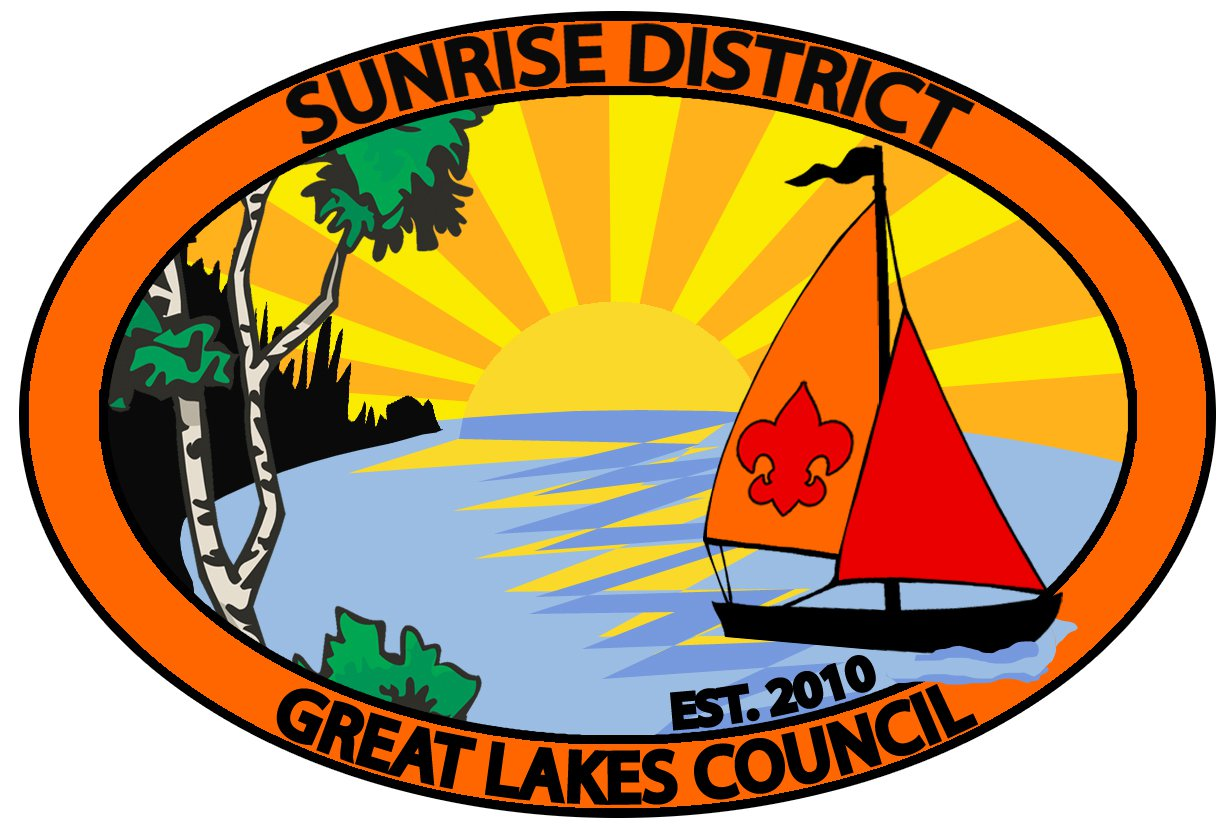 SUNRISE DISTRICT
EST. 2010
GREAT LAKES COUNCIL